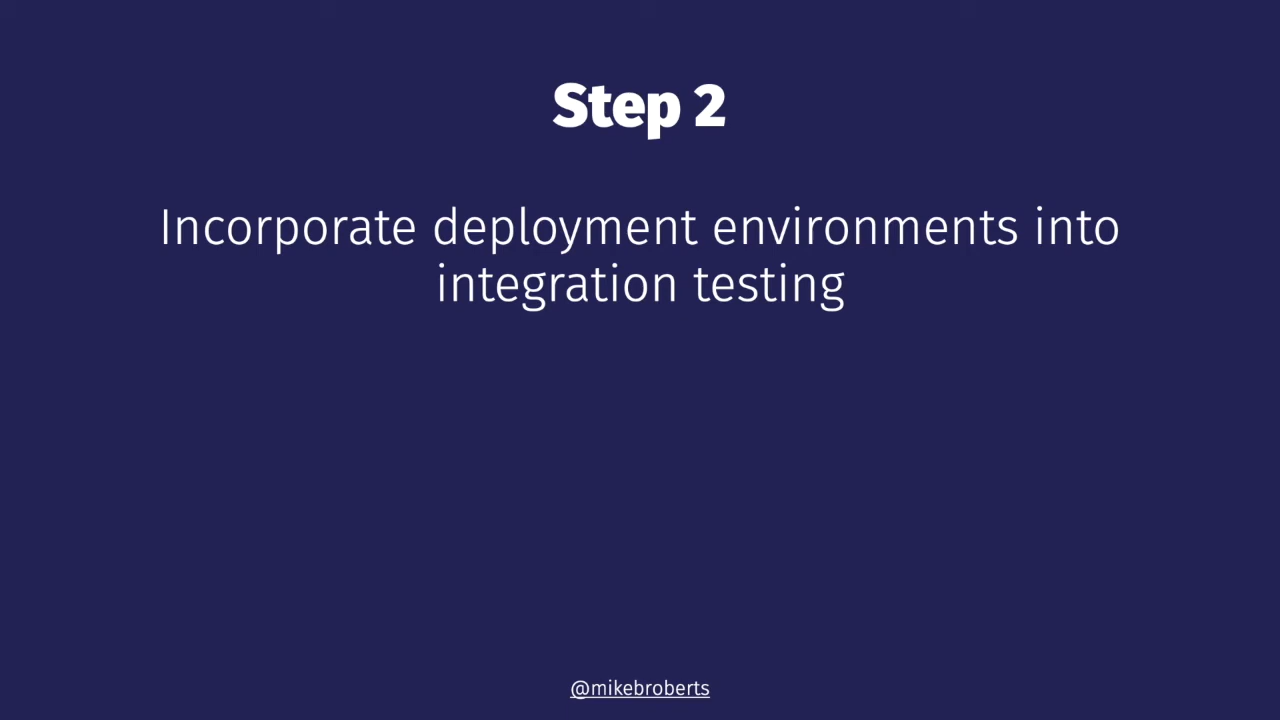 Step 2
Incorporate deployment environments into
integration testing
@mikebroberts